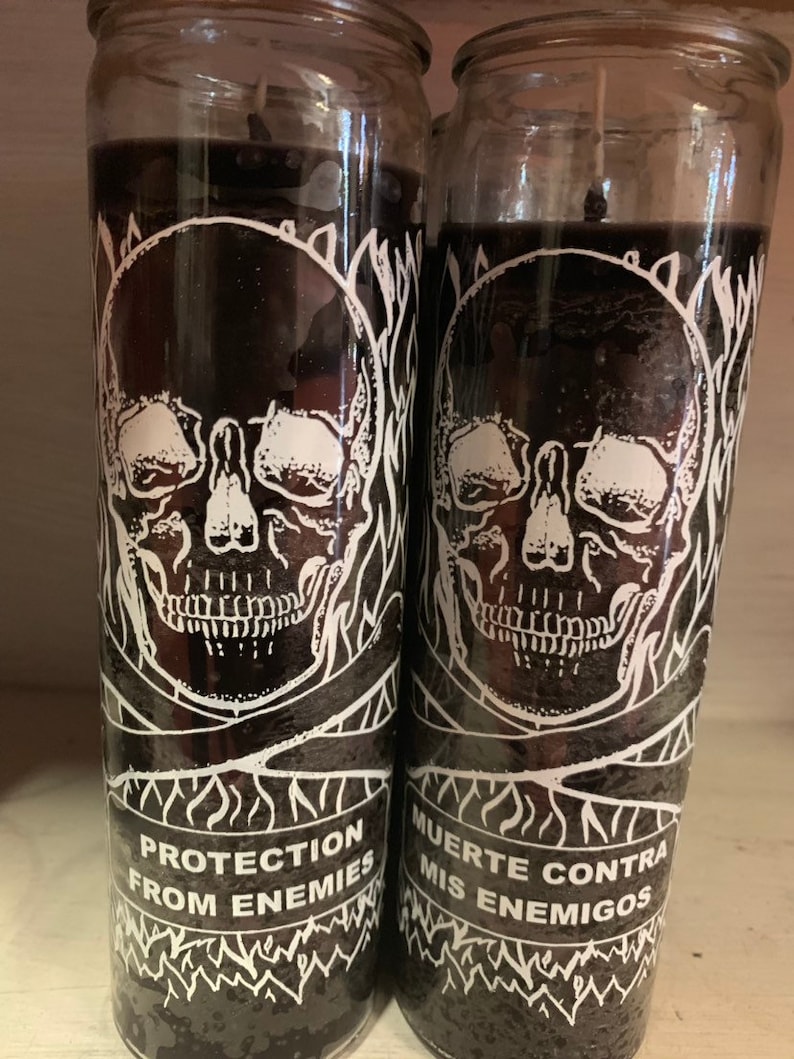 PROTECTION
FROM ENEMIES
MUERTE CONTRA
MIS ENEMIGOS